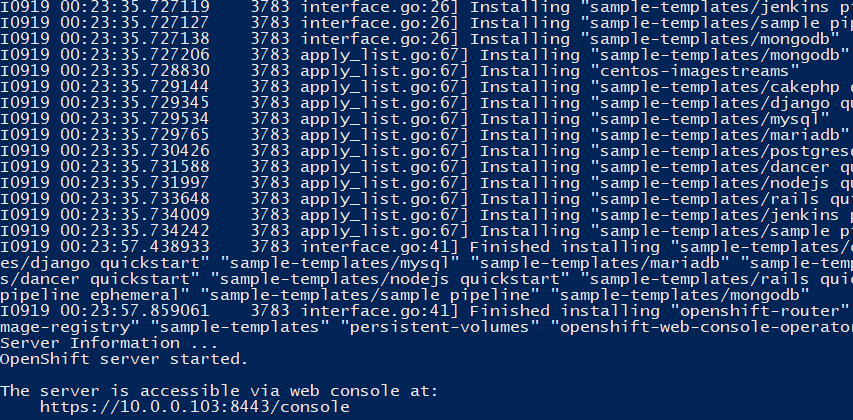 I0919 00:23:35.727119    3783 interface.go:26] Installing "sample-templates/jenkins pi
I0919 00:23:35.727127    3783 interface.go:26] Installing "sample-templates/sample pip
I0919 00:23:35.727138    3783 interface.go:26] Installing "sample-templates/mongodb"
I0919 00:23:35.727206    3783 apply_list.go:67] Installing "sample-templates/mongodb"
I0919 00:23:35.728830    3783 apply_list.go:67] Installing "centos-imagestreams"
I0919 00:23:35.729144    3783 apply_list.go:67] Installing "sample-templates/cakephp q
I0919 00:23:35.729345    3783 apply_list.go:67] Installing "sample-templates/django qu
I0919 00:23:35.729534    3783 apply_list.go:67] Installing "sample-templates/mysql"
I0919 00:23:35.729765    3783 apply_list.go:67] Installing "sample-templates/mariadb"
I0919 00:23:35.730426    3783 apply_list.go:67] Installing "sample-templates/postgresq
I0919 00:23:35.731588    3783 apply_list.go:67] Installing "sample-templates/dancer qu
I0919 00:23:35.731997    3783 apply_list.go:67] Installing "sample-templates/nodejs qu
I0919 00:23:35.733648    3783 apply_list.go:67] Installing "sample-templates/rails qui
I0919 00:23:35.734009    3783 apply_list.go:67] Installing "sample-templates/jenkins p
I0919 00:23:35.734242    3783 apply_list.go:67] Installing "sample-templates/sample pi
I0919 00:23:57.438933    3783 interface.go:41] Finished installing "sample-templates/c
es/django quickstart" "sample-templates/mysql" "sample-templates/mariadb" "sample-temp
s/dancer quickstart" "sample-templates/nodejs quickstart" "sample-templates/rails quic
pipeline ephemeral" "sample-templates/sample pipeline" "sample-templates/mongodb"
I0919 00:23:57.859061    3783 interface.go:41] Finished installing "openshift-router"
mage-registry" "sample-templates" "persistent-volumes" "openshift-web-console-operator
Server Information ...
OpenShift server started.

The server is accessible via web console at:
    https://10.0.0.103:8443/console